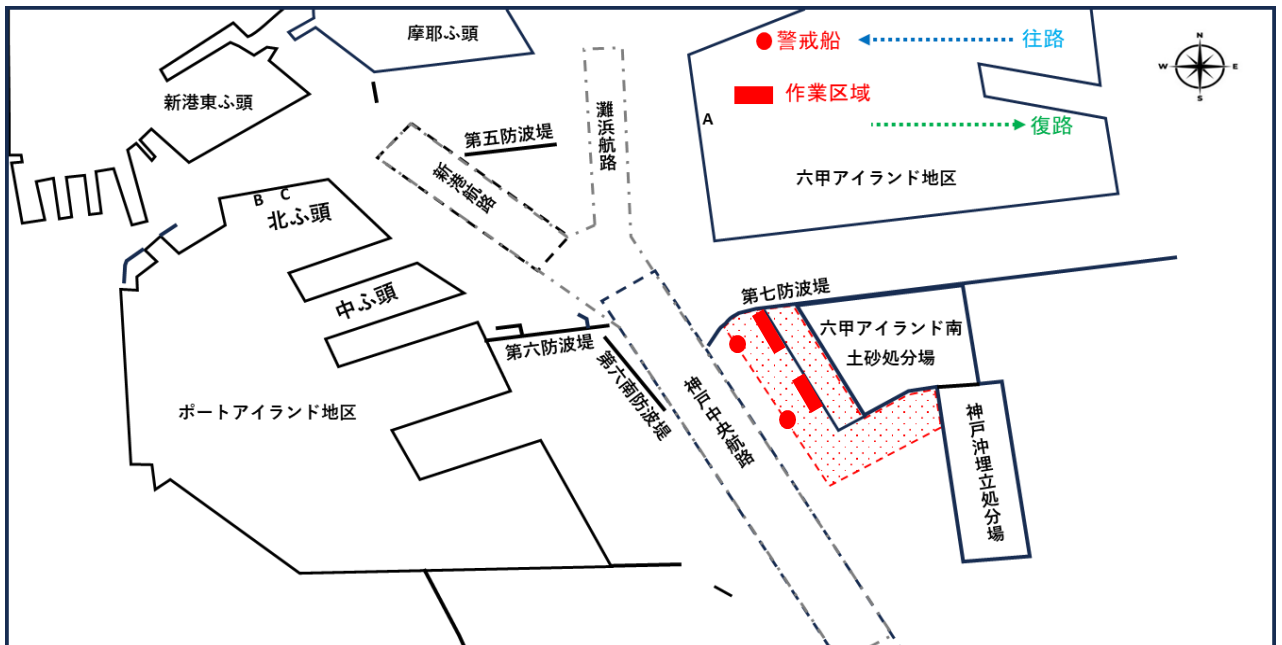 摩耶ふ頭
警戒船
往路
N
W
E
S
新港東ふ頭
作業区域
灘浜航路
A
復路
第五防波堤
新港航路
六甲アイランド地区
B
C
北ふ頭
中ふ頭
第七防波堤
六甲アイランド南
土砂処分場
第六防波堤
第六南防波堤
神戸中央航路
ポートアイランド地区
神戸沖埋立処分場